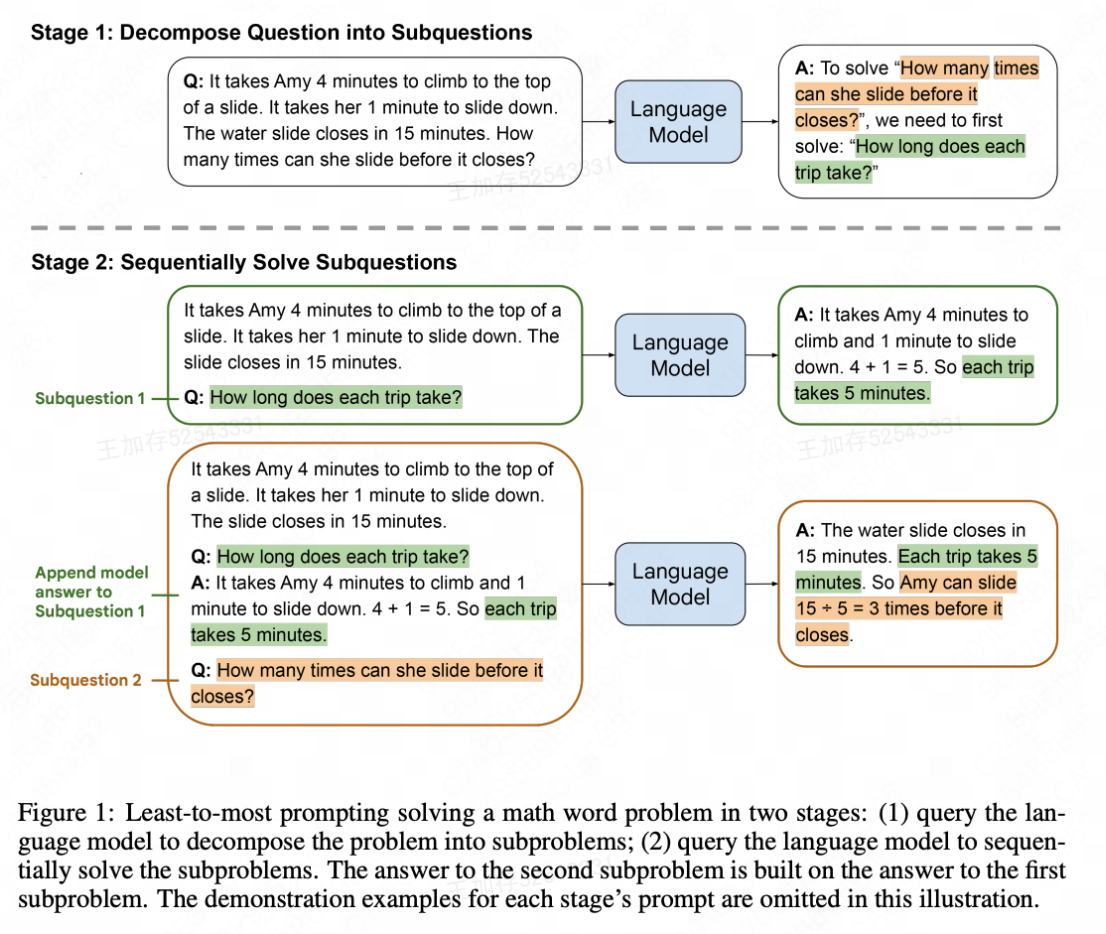 Stage 1: Decompose Question into Subquestions
Q: It takes Amy 4 minutes to climb to the top
of a slide. It takes her 1 minute to slide down.
The water slide closes in 15 minutes. How
many times can she slide before it closes?
Language
Model
A: To solve “How many times
can she slide before it
closes?”, we need to first
solve: “How long does each
trip take?”
王加存52543331
Stage 2: Sequentially Solve Subquestions
It takes Amy 4 minutes to climb to the top of a
slide. It takes her 1 minute to slide down. The
slide closes in 15 minutes.
Subquestion 1
Q: How long does each trip take?
Language
Model
A: It takes Amy 4 minutes to
climb and 1 minute to slide
down. 4 + 1 = 5. So each trip
takes 5 minutes.
王加存52543331
王加存52543331
It takes Amy 4 minutes to climb to the top of
a slide. It takes her 1 minute to slide down.
The slide closes in 15 minutes.
Q: How long does each trip take?
Append model
answer to
Subquestion 1
A: It takes Amy 4 minutes to climb and 1
minute to slide down. 4 + 1 = 5. So each trip
takes 5 minutes.
Subquestion 2
Q: How many times can she slide before it
closes?
Language
Model
A: The water slide closes in
15 minutes. Each trip takes 5
minutes. So Amy can slide
15 ÷ 5 = 3 times before it
closes.
Figure 1: Least-to-most prompting solving a math word problem in two stages: (1) query the lan-
guage model to decompose the problem into subproblems; (2) query the language model to sequen-
tially solve the subproblems. The answer to the second subproblem is built on the answer to the first
subproblem. The demonstration examples for each stage’s prompt are omitted in this illustration.